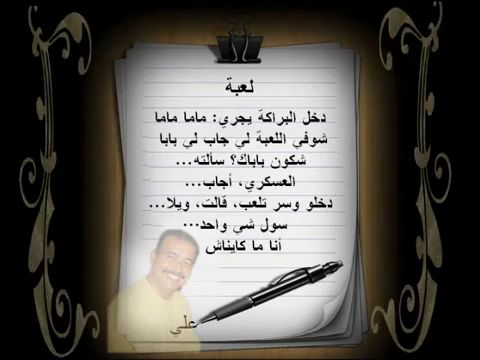 لعبة
دخل البراكة يجري: ماما ماما
شوفي اللعبة لي جاب لي بابا
شكون باباك؟ سألته...
العسكري، أجاب...
دخلو وسر تلعب، قالت، ويلا...
سول شي واحد...
أنا ما كايناش
علي